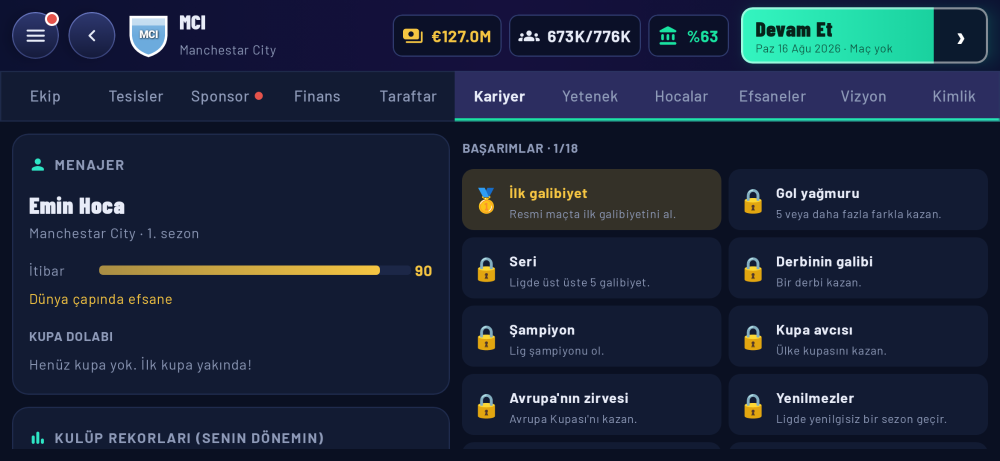 MCI
MCI
Manchestar City
€127.0M
673K/776K
%63
Devam Et
Paz 16 Ağu 2026 · Maç yok
Ekip
Tesisler
Sponsor
Finans
Taraftar
Kariyer
Yetenek
Hocalar
Efsaneler
Vizyon
Kimlik
MENAJER
Emin Hoca
Manchestar City · 1. sezon
İtibar
90
Dünya çapında efsane
KUPA DOLABI
Henüz kupa yok. İlk kupa yakında!
KULÜP REKORLARI (SENIN DÖNEMIN)
BAŞARIMLAR · 1/18
İlk galibiyet
Resmi maçta ilk galibiyetini al.
Gol yağmuru
5 veya daha fazla farkla kazan.
Seri
Ligde üst üste 5 galibiyet.
Derbinin galibi
Bir derbi kazan.
Şampiyon
Lig şampiyonu ol.
Kupa avcısı
Ülke kupasını kazan.
Avrupa'nın zirvesi
Avrupa Kupası'nı kazan.
Yenilmezler
Ligde yenilgisiz bir sezon geçir.